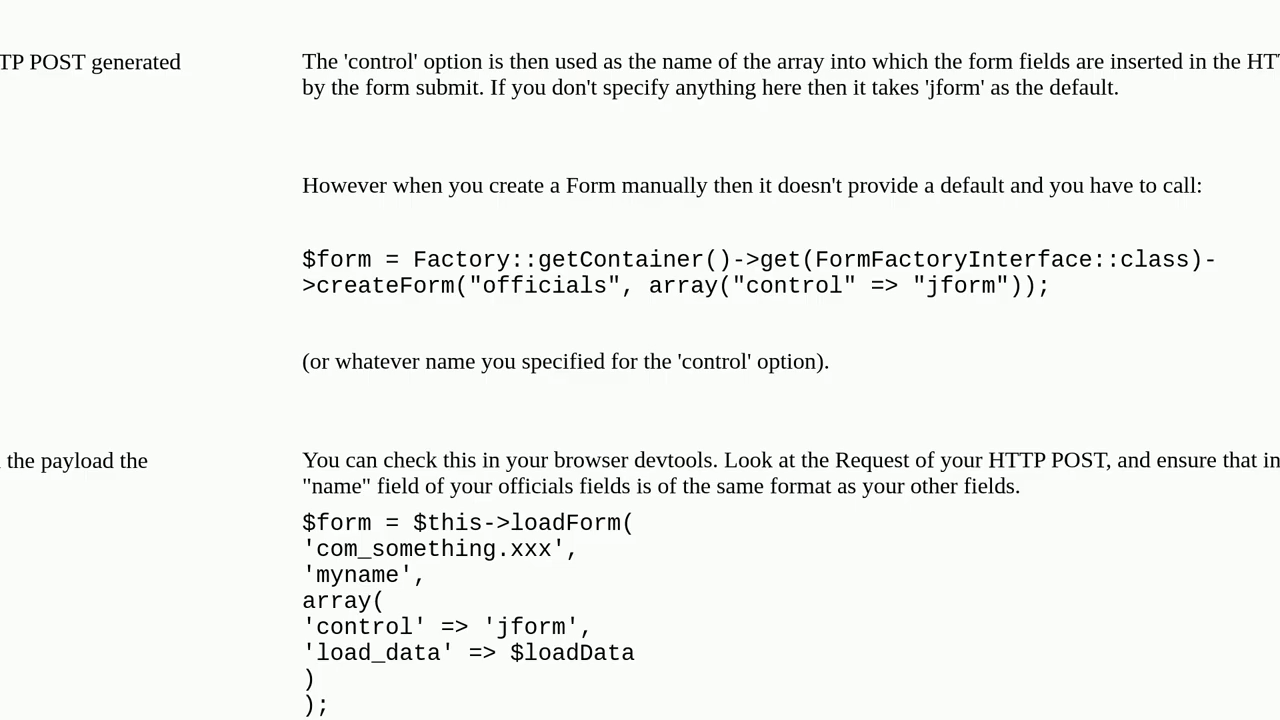 TP POST generated
The 'control' option is then used as the name of the array into which the form fields are inserted in the HT
by the form submit. If you don't specify anything here then it takes 'jform' as the default.
However when you create a Form manually then it doesn't provide a default and you have to call:
$form = Factory::getContainer()->get(FormFactoryInterface::class)-
>createForm("officials", array("control" => "jform"));
(or whatever name you specified for the 'control' option).
the payload the
You can check this in your browser devtools. Look at the Request of your HTTP POST, and ensure that in
"name" field of your officials fields is of the same format as your other fields.
$form = $this->loadForm(
'com_something.xxx',
'myname',
array(
'control' => 'jform',
'load_data' => $loadData
)
);